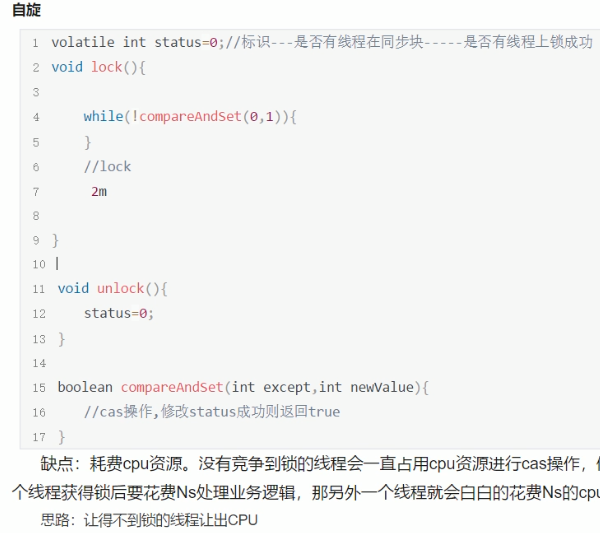 自旋
1 volatile int status=0;//标识---是否有线程在同步块-----是否有线程上锁成功
2 void lock(){
3
4 while(!compareAndSet(0,1)){
5 }
6 //lock
7 2m
8
9 }
10
11 void unlock(){
12 status=0;
13 }
14
15 boolean compareAndSet(int except,int newValue){
16 //cas操作,修改status成功则返回true
17 }
缺点：耗费cpu资源。没有竞争到锁的线程会一直占用cpu资源进行cas操作，
个线程获得锁后要花费Ns处理业务逻辑，那另外一个线程就会白白的花费Ns的cpu
思路：让得不到锁的线程让出CPU